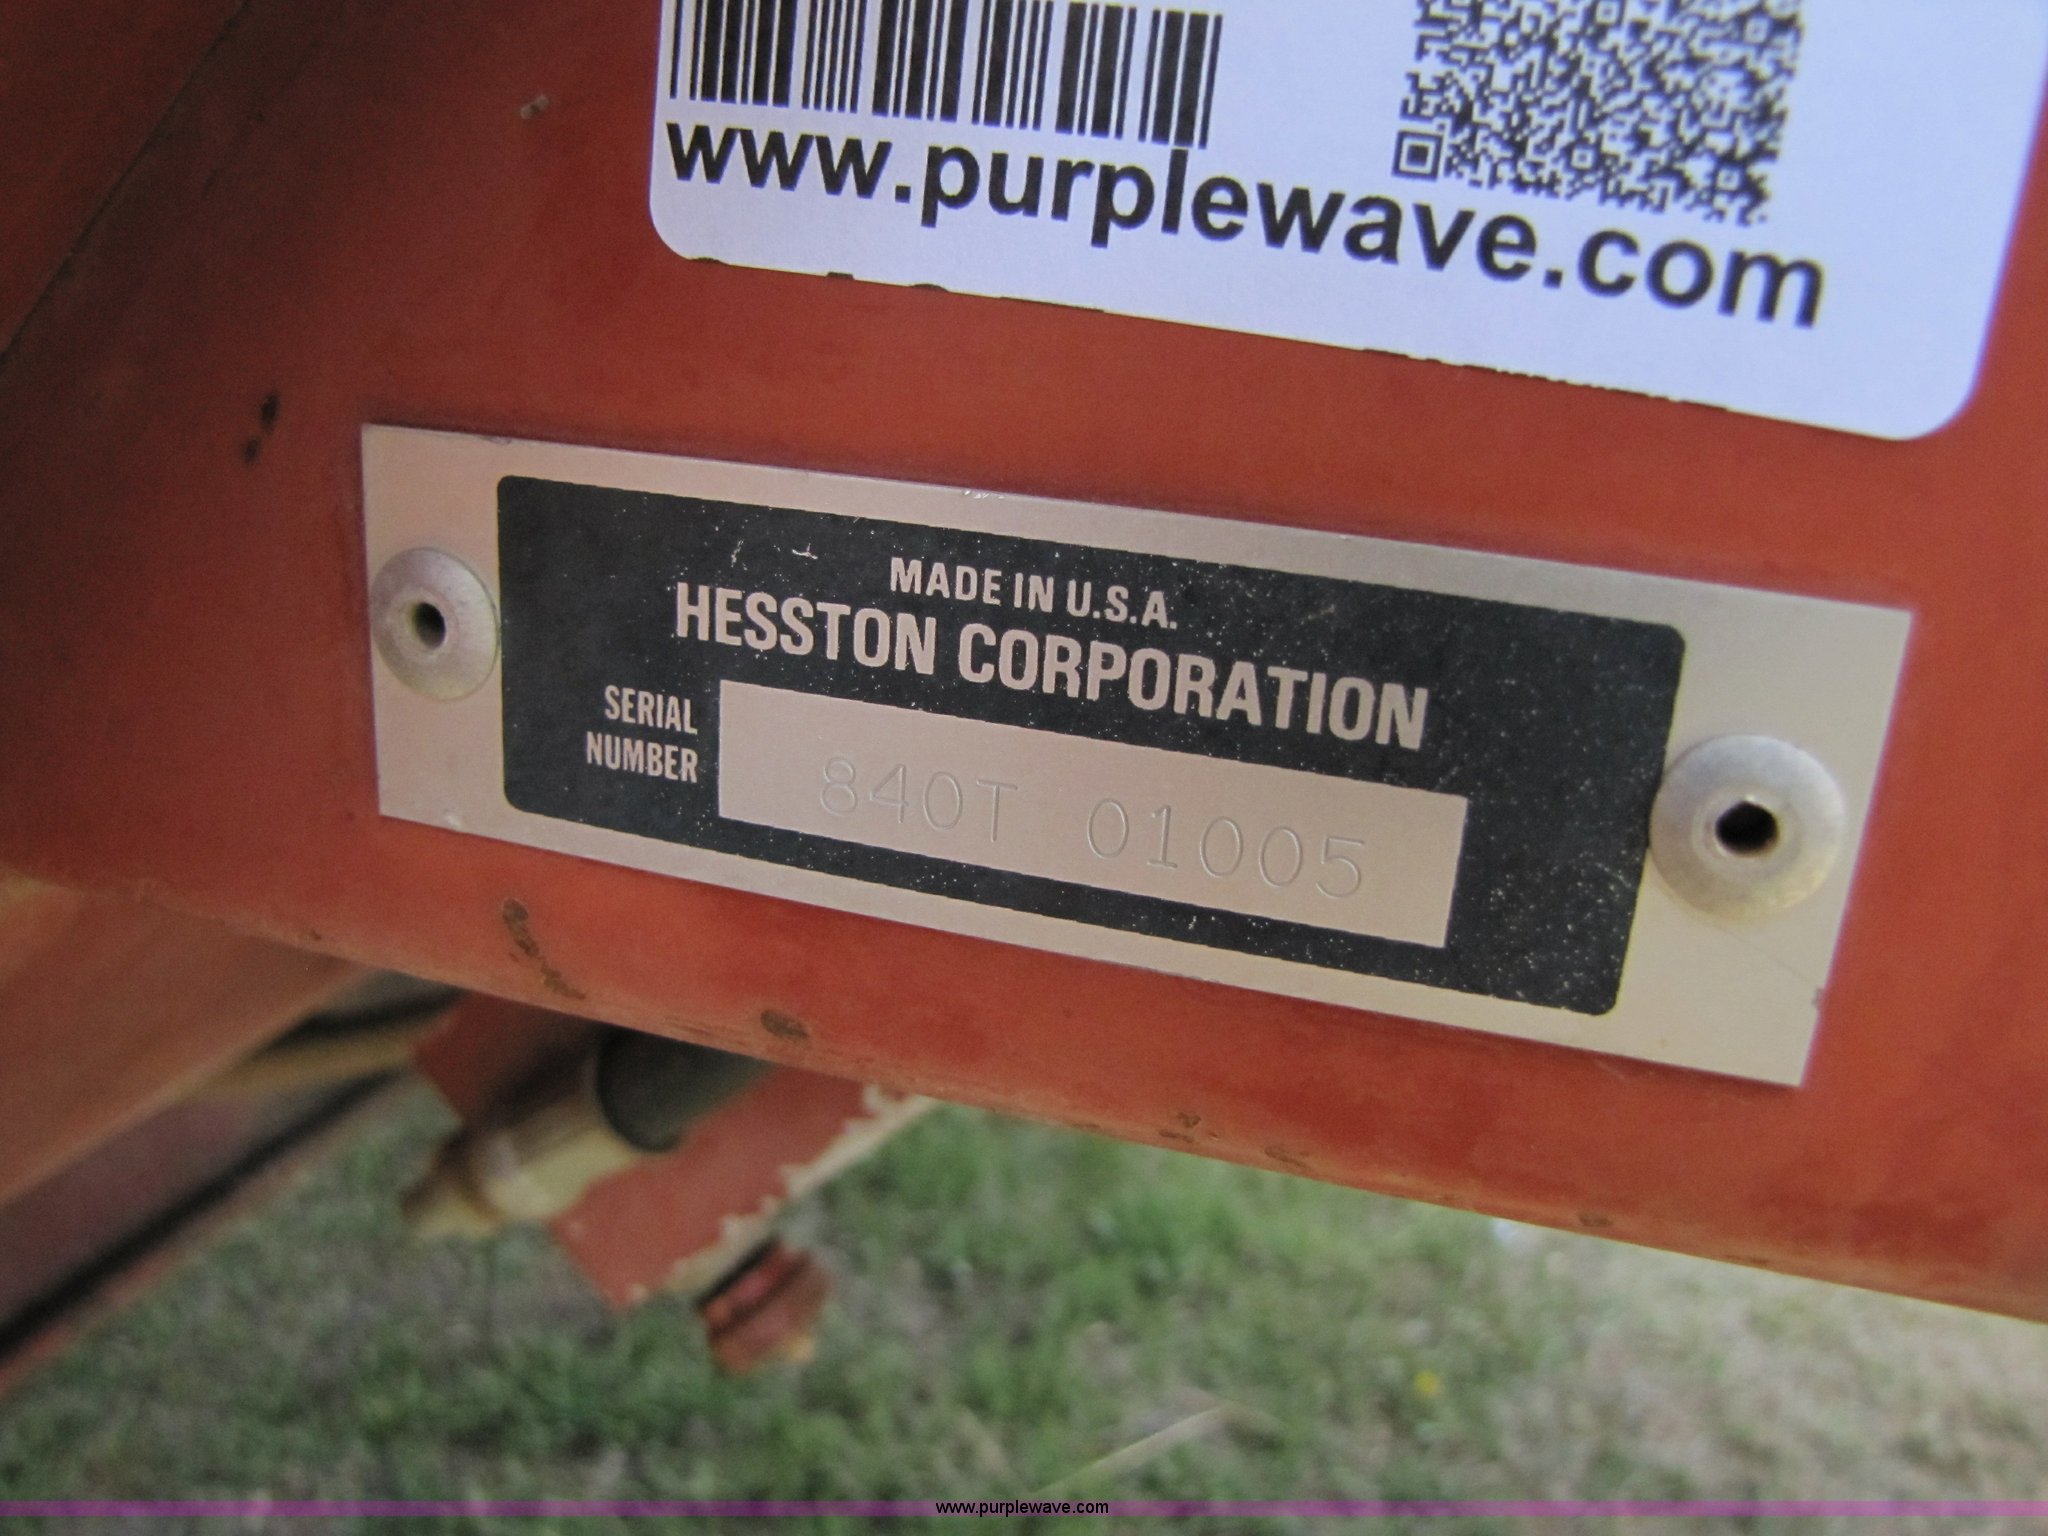 www.purplewave.com
MADE IN U.S.A.
HESSTON CORPORATION
SERIAL
NUMBER
840T 01005
www.purplewave.com